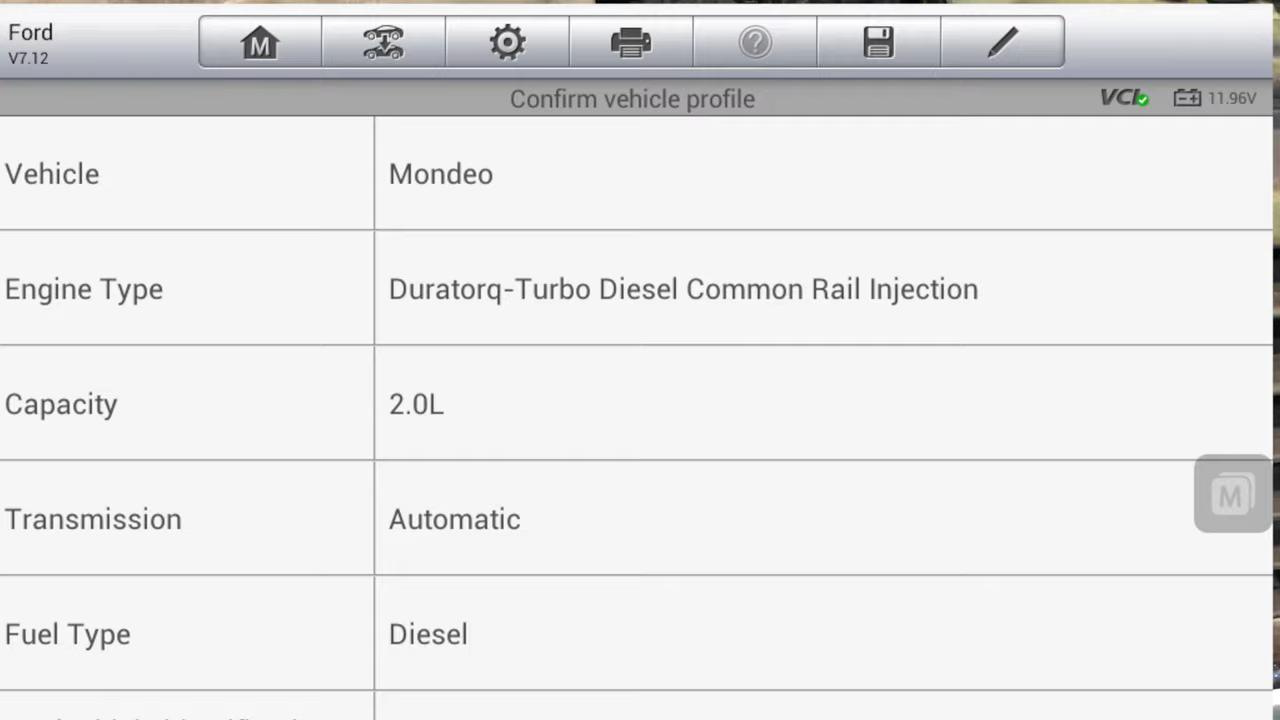 Ford
V7.12
M
?
Confirm vehicle profile
VCI
11.96V
Vehicle
Mondeo
Engine Type
Duratorq-Turbo Diesel Common Rail Injection
Capacity
2.0L
Transmission
Automatic
M
Fuel Type
Diesel